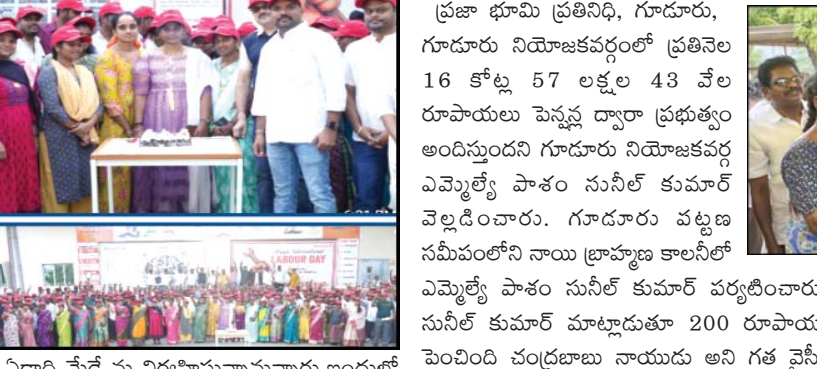 LABOUR DAY
ప్రజా భూమి ప్రతినిధి, గూడూరు,
గూడూరు నియోజకవర్గంలో ప్రతినెల
16 కోట్ల 57 లక్షల 43 వేల
రూపాయలు పెన్షన్ల ద్వారా ప్రభుత్వం
అందిస్తుందని గూడూరు నియోజకవర్గ
ఎమ్మెల్యే పాశం సునీల్ కుమార్
వెల్లడించారు. గూడూరు పట్టణ
సమీపంలోని నాయి బ్రాహ్మణ కాలనీలో
ఎమ్మెల్యే పాశం సునీల్ కుమార్ పర్యటించారు
సునీల్ కుమార్ మాట్లాడుతూ 200 రూపాయ
పెంచింది చంద్రబాబు నాయుడు అని గత వైసీ